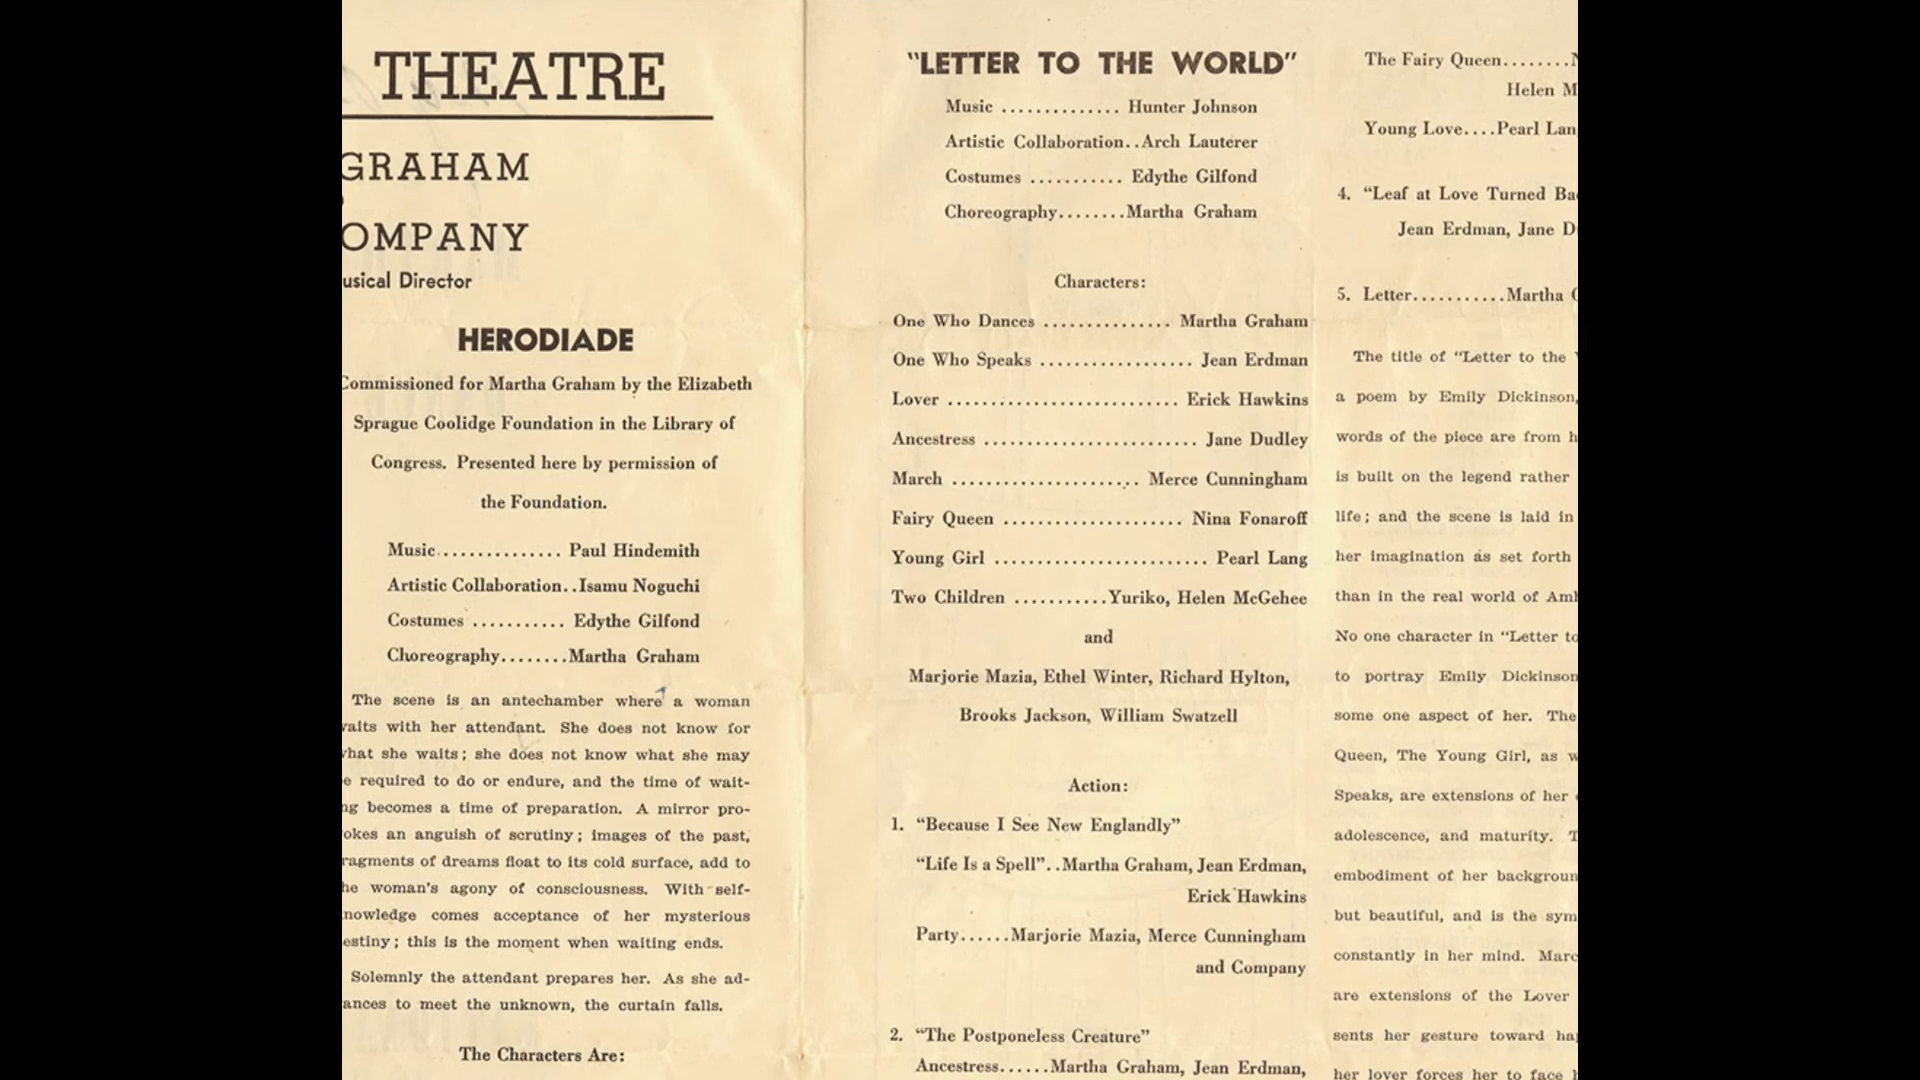 THEATRE
GRAHAM
OMPANY
usical Director
HERODIADE
Commissioned for Martha Graham by the Elizabeth
Sprague Coolidge Foundation in the Library of
Congress. Presented here by permission of
the Foundation.
Music.............. Paul Hindemith
Artistic Collaboration..Isamu Noguchi
Costumes ........... Edythe Gilfond
Choreography........Martha Graham
The scene is an antechamber where a woman
waits with her attendant. She does not know for
what she waits; she does not know what she may
e required to do or endure, and the time of wait-
ng becomes a time of preparation. A mirror pro-
okes an anguish of scrutiny; images of the past,
ragments of dreams float to its cold surface, add to
he woman's agony of consciousness. With self-
nowledge comes acceptance of her mysterious
estiny; this is the moment when waiting ends.
Solemnly the attendant prepares her. As she ad-
ances to meet the unknown, the curtain falls.
The Characters Are:
"LETTER TO THE WORLD"
Music .............. Hunter Johnson
Artistic Collaboration..Arch Lauterer
Costumes ........... Edythe Gilfond
Choreography........Martha Graham
Characters:
One Who Dances ............... Martha Graham
One Who Speaks .................. Jean Erdman
Lover ........................... Erick Hawkins
Ancestress ......................... Jane Dudley
March ...................... Merce Cunningham
Fairy Queen ..................... Nina Fonaroff
Young Girl ......................... Pearl Lang
Two Children ...........Yuriko, Helen McGehee
and
Marjorie Mazia, Ethel Winter, Richard Hylton,
Brooks Jackson, William Swatzell
Action:
1. "Because I See New Englandly"
"Life Is a Spell"..Martha Graham, Jean Erdman,
Erick Hawkins
Party......Marjorie Mazia, Merce Cunningham
and Company
2. "The Postponeless Creature"
Ancestress......Martha Graham, Jean Erdman,
The Fairy Queen........N
Helen M
Young Love....Pearl Lan
4. "Leaf at Love Turned Ba
Jean Erdman, Jane D
5. Letter...........Martha G
The title of "Letter to the
a poem by Emily Dickinson,
words of the piece are from h
is built on the legend rather
life; and the scene is laid in
her imagination as set forth
than in the real world of Am
No one character in "Letter to
to portray Emily Dickinson
some one aspect of her. The
Queen, The Young Girl, as w
Speaks, are extensions of her
adolescence, and maturity. T
embodiment of her backgroun
but beautiful, and is the sym
constantly in her mind. Marc
are extensions of the Lover
sents her gesture toward ha
her lover forces her to face